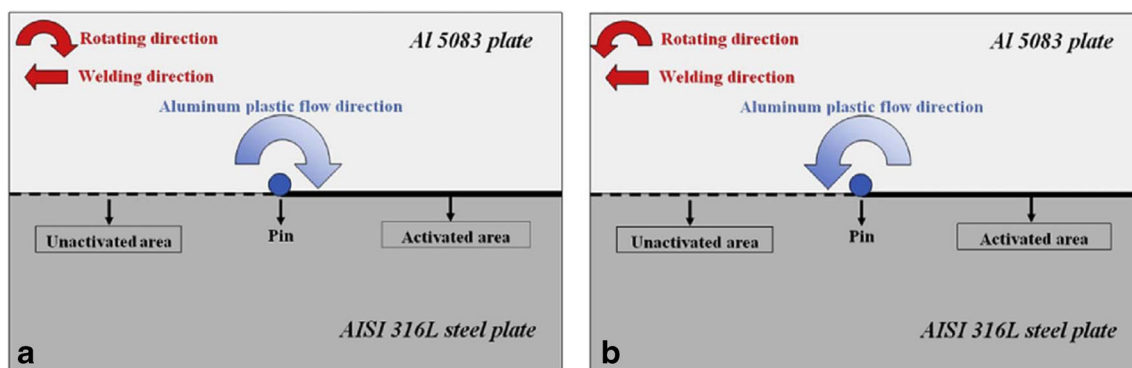 Rotating direction
Al 5083 plate
Welding direction
Aluminum plastic flow direction
Unactivated area
Pin
Activated area
AISI 316L steel plate
a
Rotating direction
Al 5083 plate
Welding direction
Aluminum plastic flow direction
Unactivated area
Pin
Activated area
AISI 316L steel plate
b